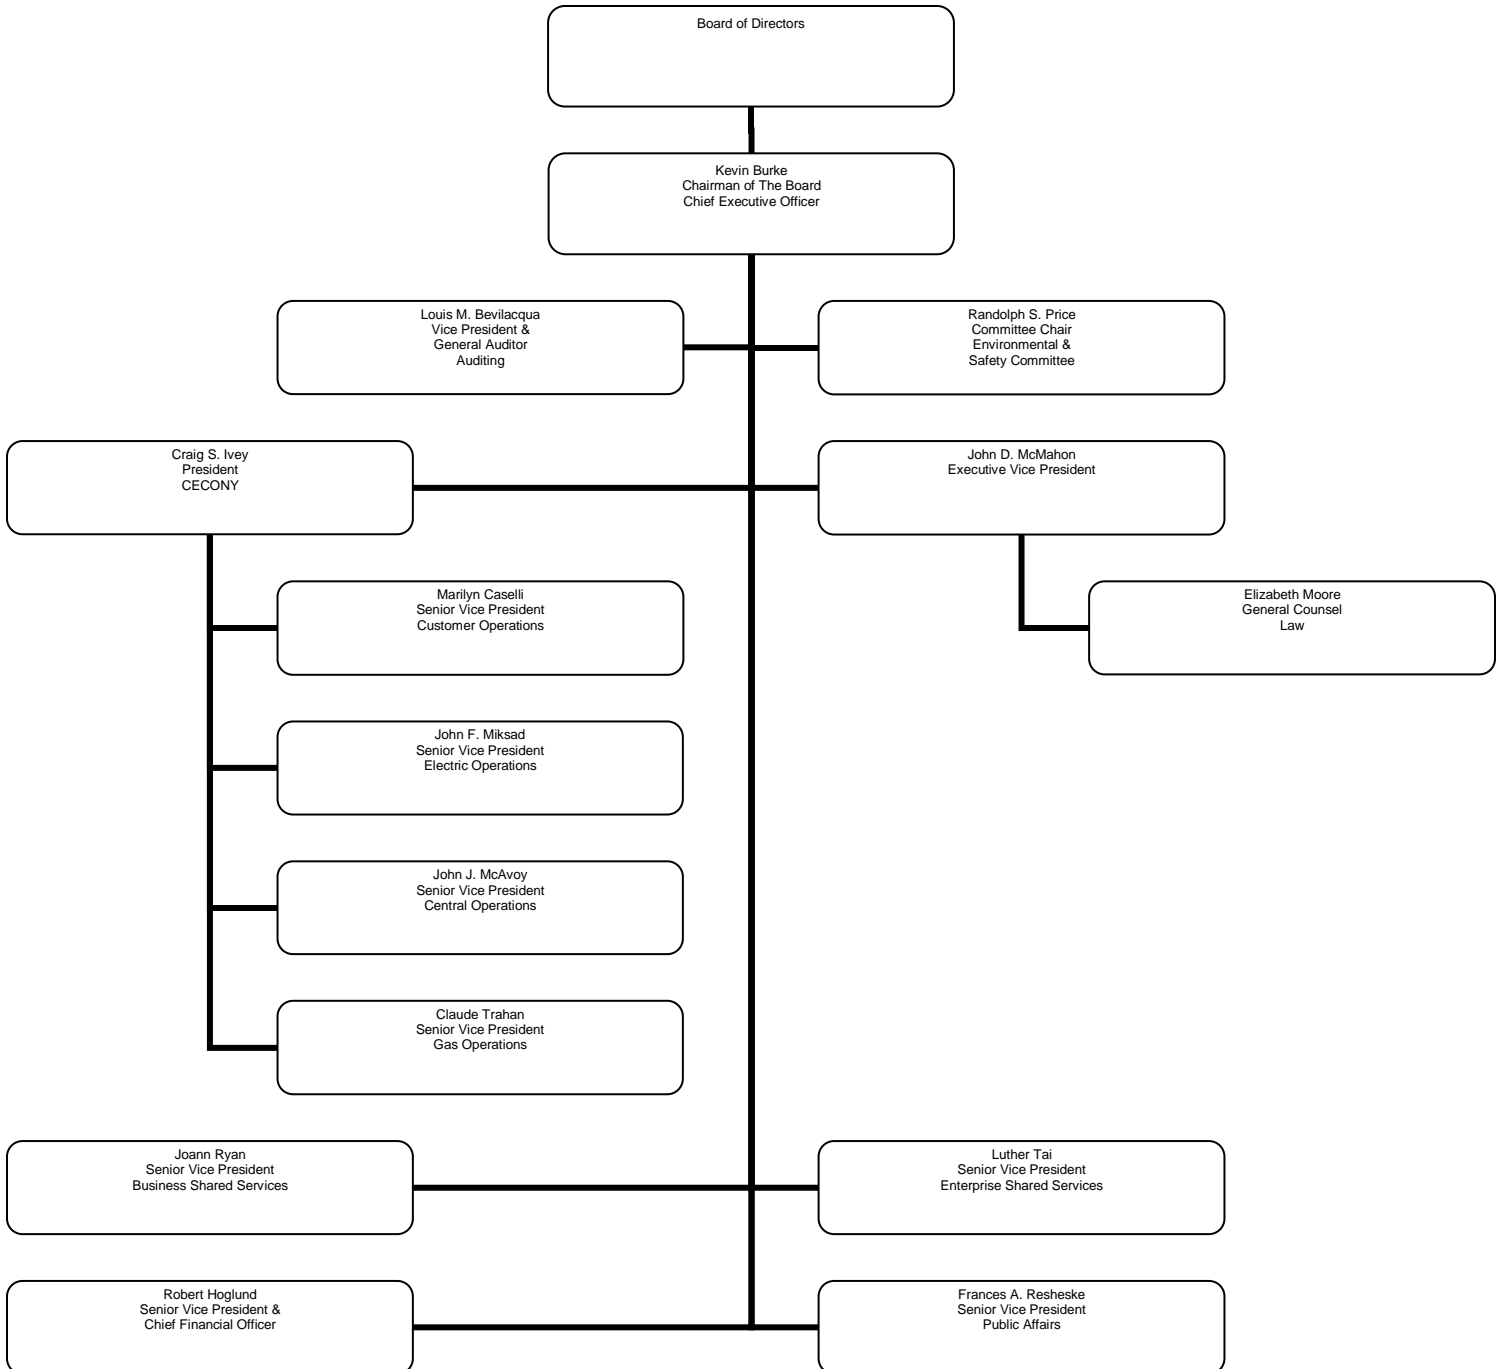 Board of Directors
Kevin Burke
Chairman of The Board
Chief Executive Officer
Louis M. Bevilacqua
Vice President &
General Auditor
Auditing
Randolph S. Price
Committee Chair
Environmental &
Safety Committee
Craig S. Ivey
President
CECONY
John D. McMahon
Executive Vice President
Marilyn Caselli
Senior Vice President
Customer Operations
Elizabeth Moore
General Counsel
Law
John F. Miksad
Senior Vice President
Electric Operations
John J. McAvoy
Senior Vice President
Central Operations
Claude Trahan
Senior Vice President
Gas Operations
Joann Ryan
Senior Vice President
Business Shared Services
Luther Tai
Senior Vice President
Enterprise Shared Services
Robert Hoglund
Senior Vice President &
Chief Financial Officer
Frances A. Resheske
Senior Vice President
Public Affairs